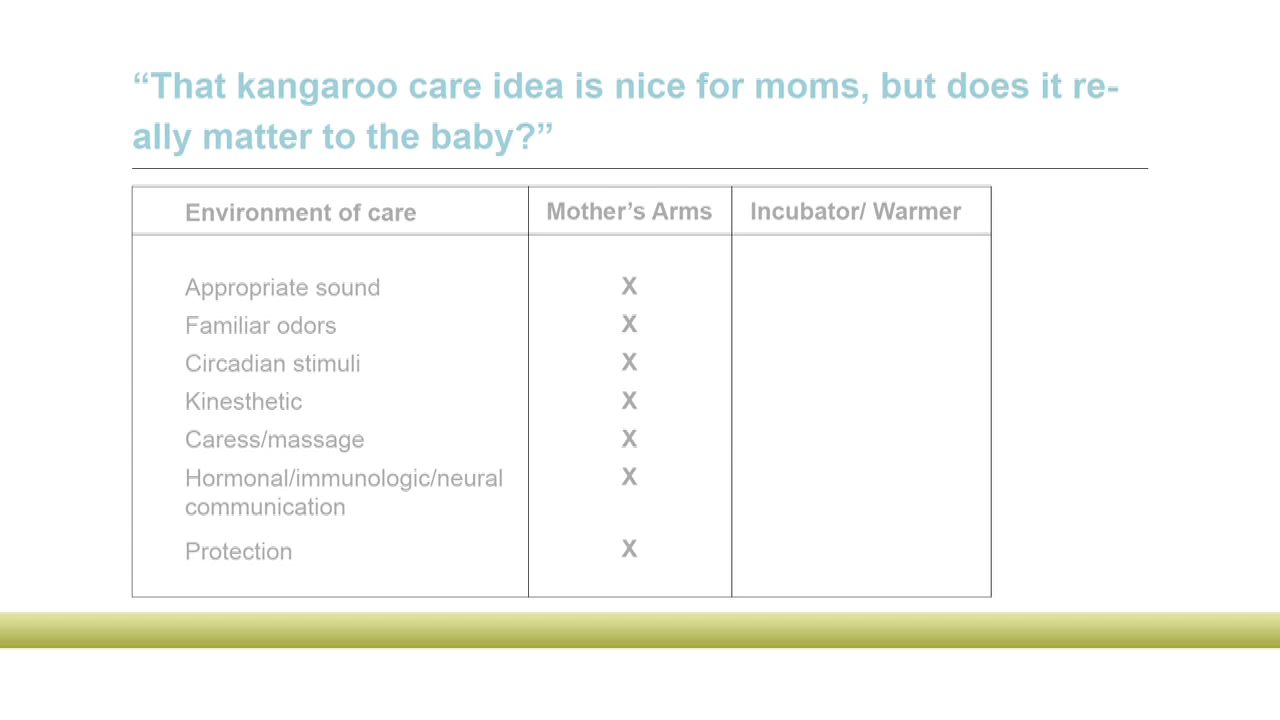 “That kangaroo care idea is nice for moms, but does it re-
ally matter to the baby?”
Environment of care Mother’s Arms Incubator/ Warmer
Appropriate sound X
Familiar odors X
Circadian stimuli X
Kinesthetic X
Caress/massage X
Hormonal/immunologic/neural X
communication
Protection X